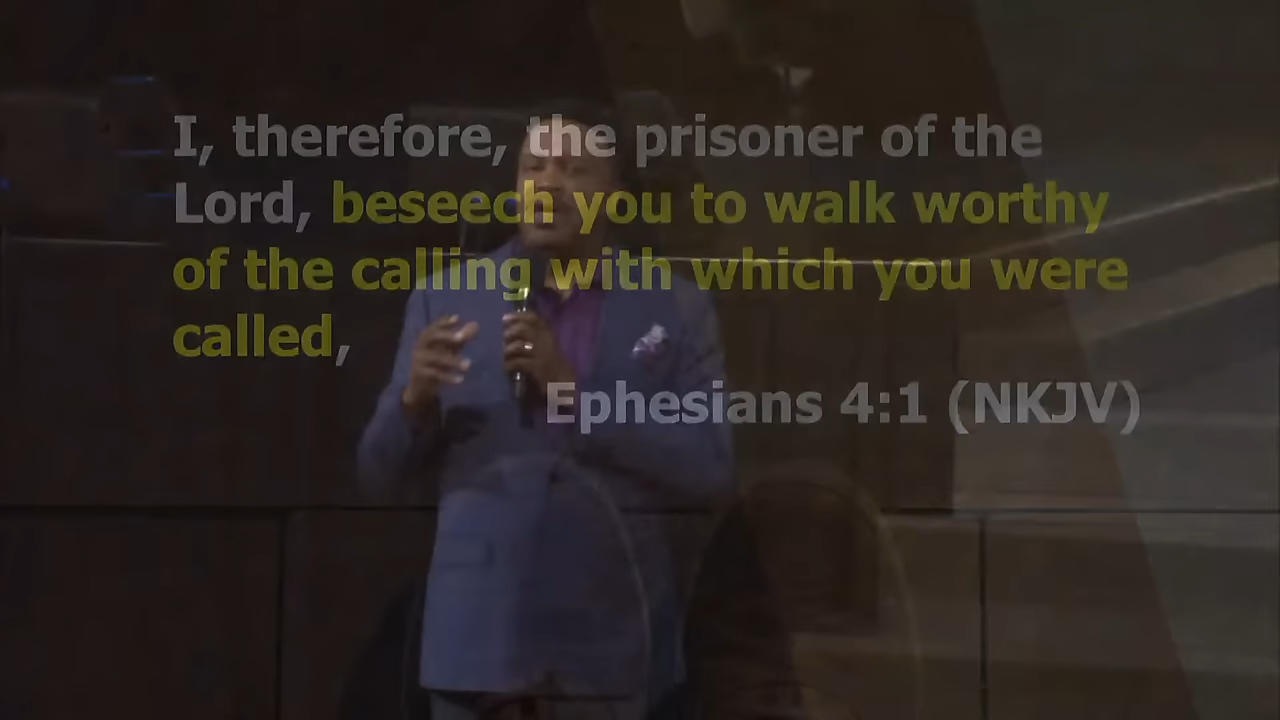 I, therefore, the prisoner of the
Lord, beseech you to walk worthy
of the calling with which you were
called,
Ephesians 4:1 (NKJV)